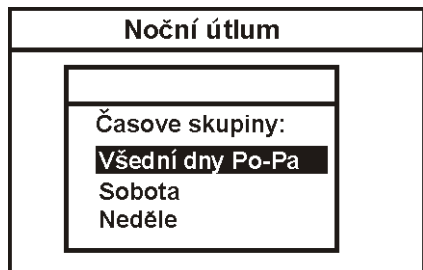 Noční útlum
Časove skupiny:
Všední dny Po-Pa
Sobota
Neděle